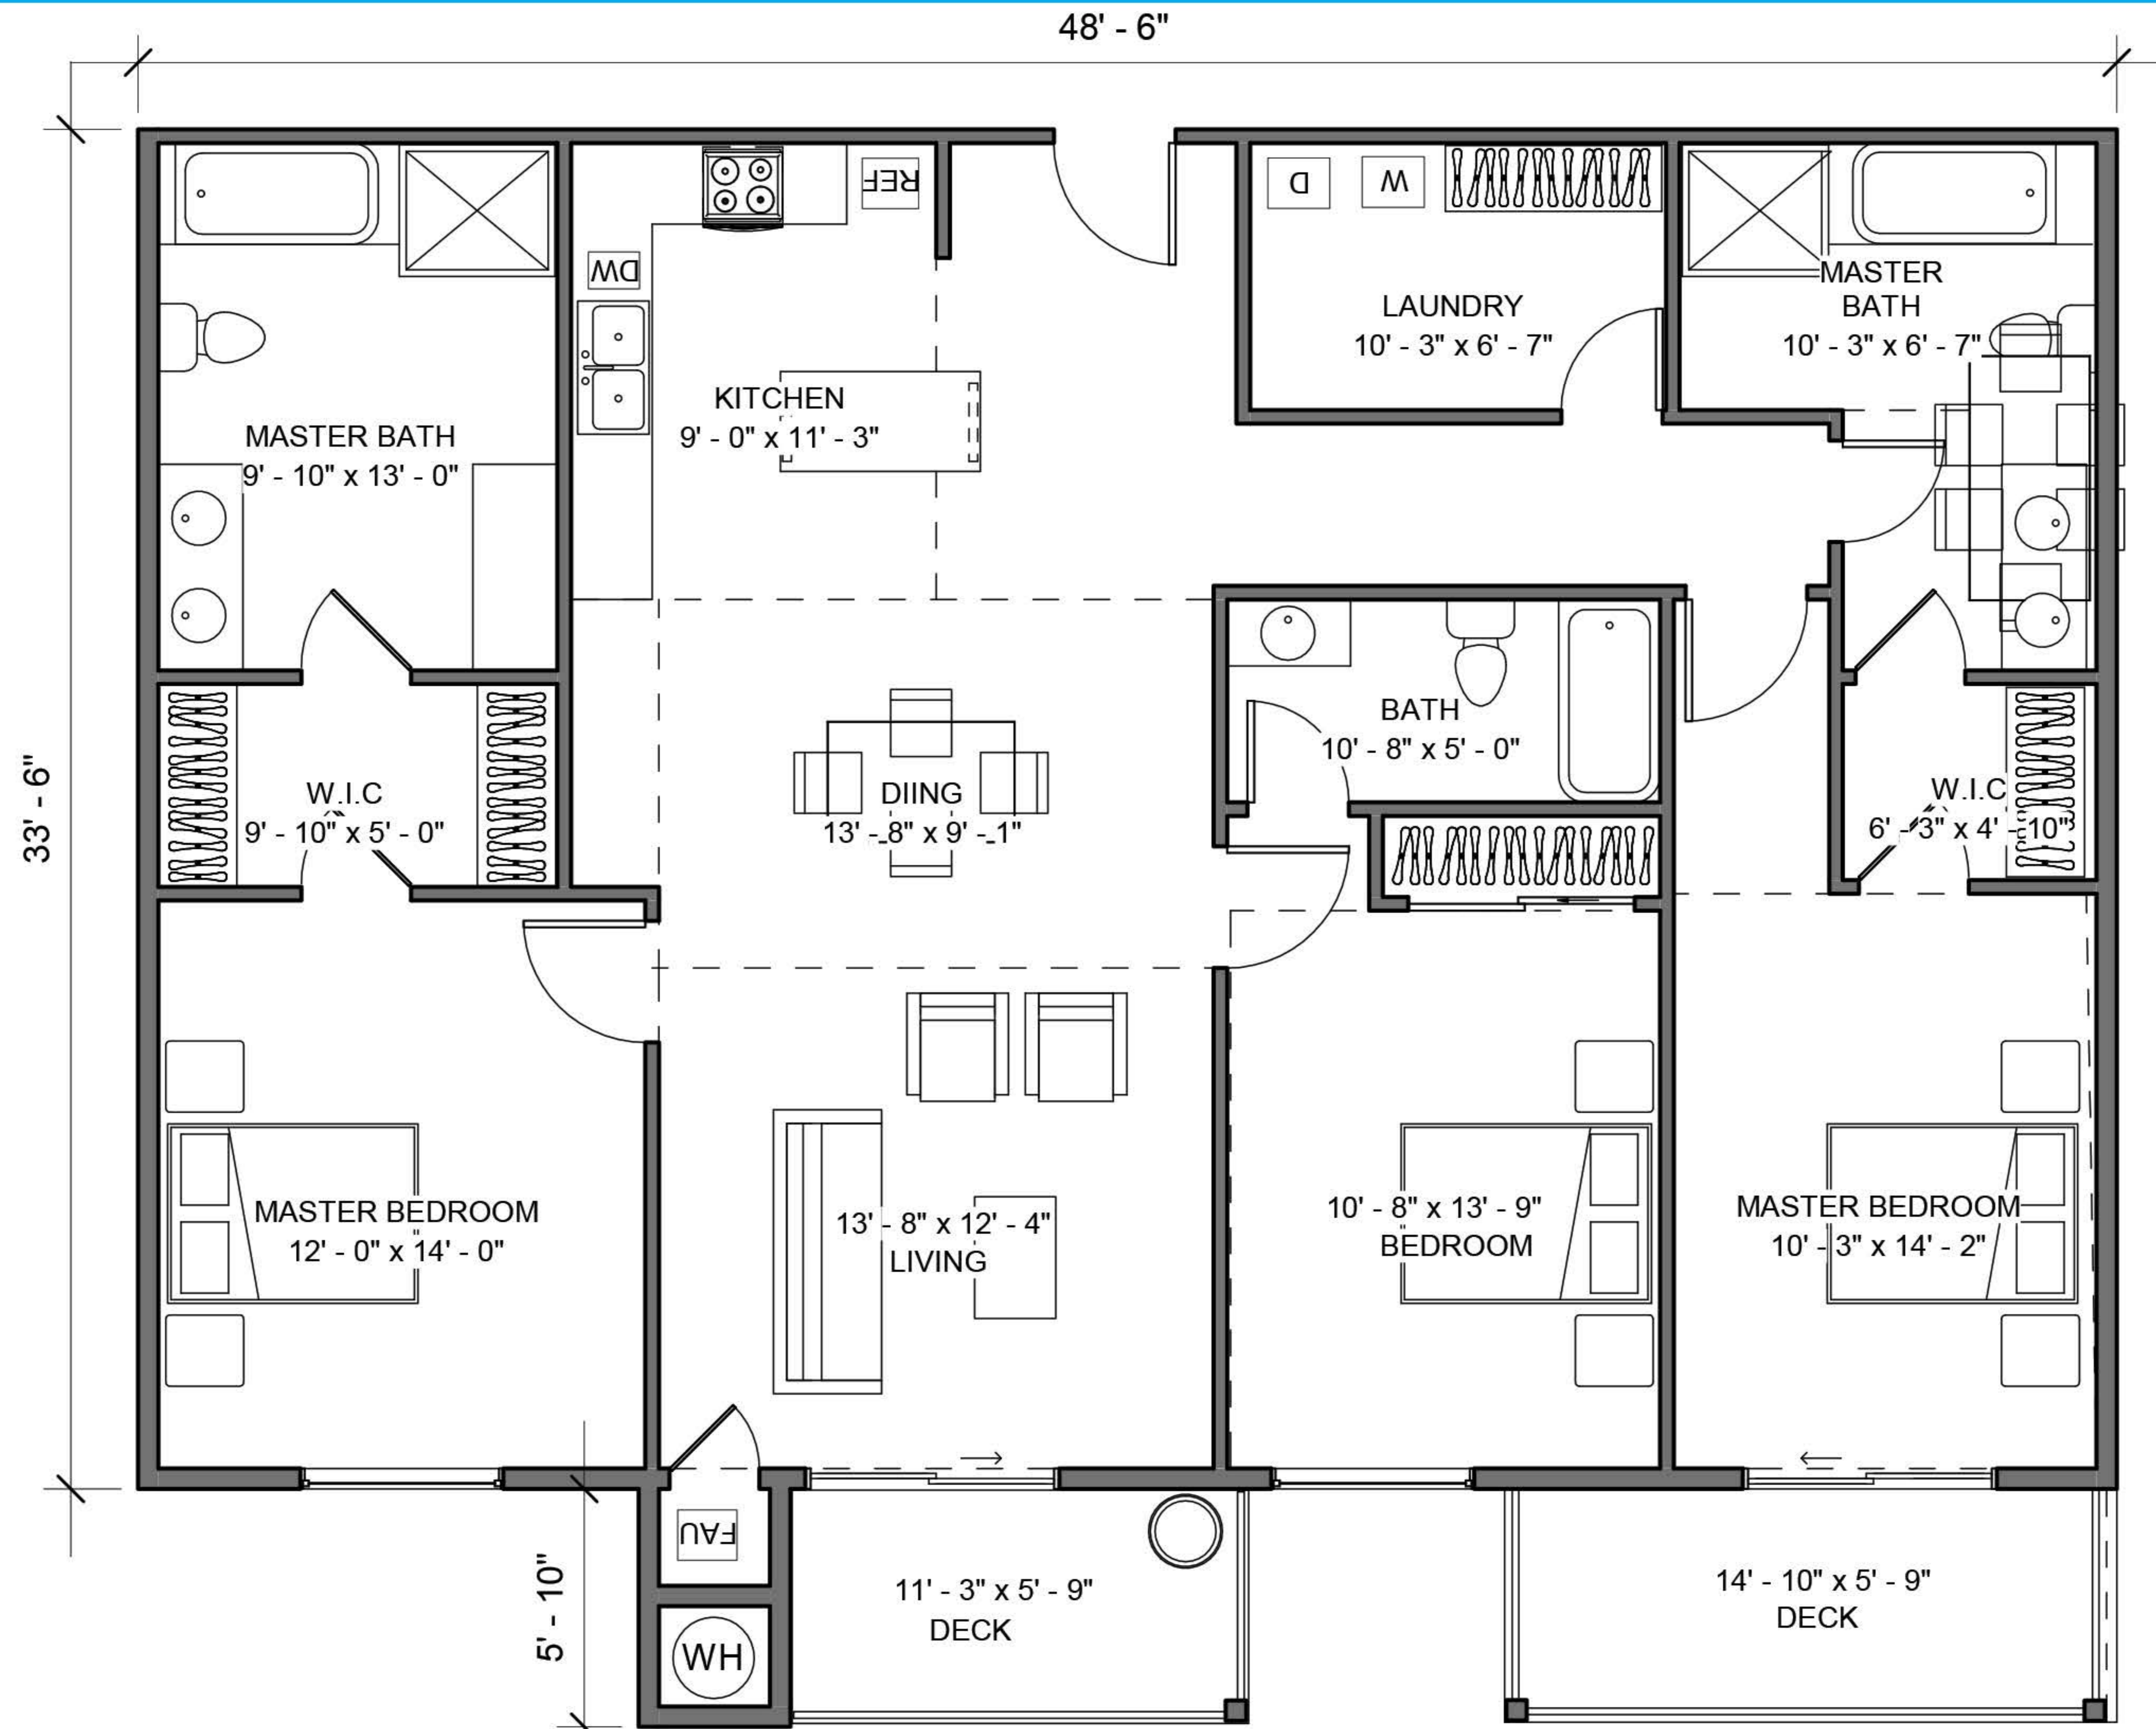 48' - 6"
REF
D
W
DW
MASTER
BATH
10' - 3" x 6' - 7"
LAUNDRY
10' - 3" x 6' - 7"
KITCHEN
9' - 0" x 11' - 3"
MASTER BATH
9' - 10" x 13' - 0"
BATH
10' - 8" x 5' - 0"
33' - 6"
W.I.C
9' - 10" x 5' - 0"
DIING
13' - 8" x 9' - 1"
W.I.C
6' - 3" x 4' - 10"
MASTER BEDROOM
12' - 0" x 14' - 0"
13' - 8" x 12' - 4"
LIVING
10' - 8" x 13' - 9"
BEDROOM
MASTER BEDROOM
10' - 3" x 14' - 2"
FAU
5' - 10"
11' - 3" x 5' - 9"
DECK
14' - 10" x 5' - 9"
DECK
WH